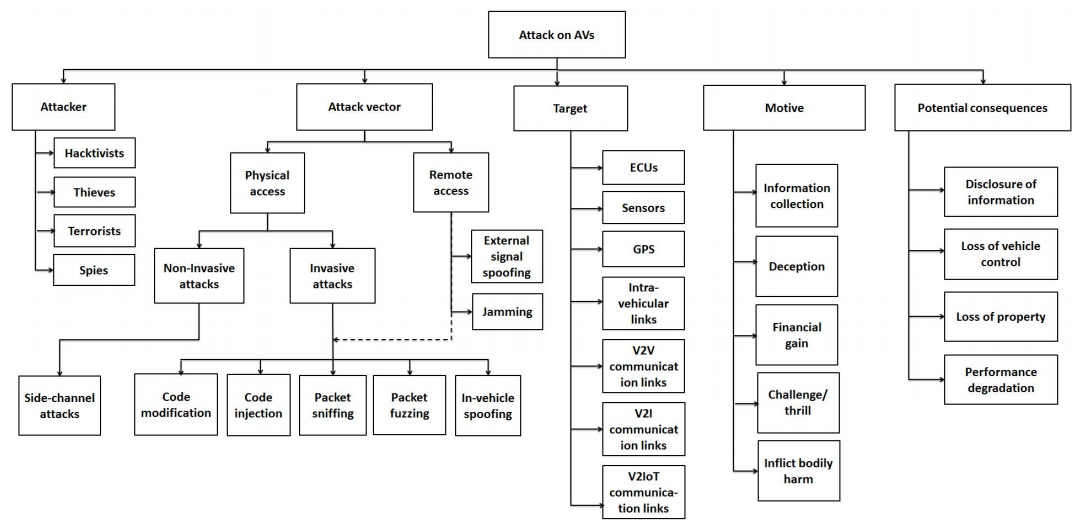 Attack on AVs
Attacker
Attack vector
Target
Motive
Potential consequences
Hacktivists
Thieves
Terrorists
Spies
Physical
access
Remote
access
Non-Invasive
attacks
Invasive
attacks
External
signal
spoofing
Jamming
Side-channel
attacks
Code
modification
Code
injection
Packet
sniffing
Packet
fuzzing
In-vehicle
spoofing
ECUs
Sensors
GPS
Intra-
vehicular
links
V2V
communicat
ion links
V2I
communicat
ion links
V2IoT
communica-
tion links
Information
collection
Deception
Financial
gain
Challenge/
thrill
Inflict bodily
harm
Disclosure of
information
Loss of vehicle
control
Loss of property
Performance
degradation